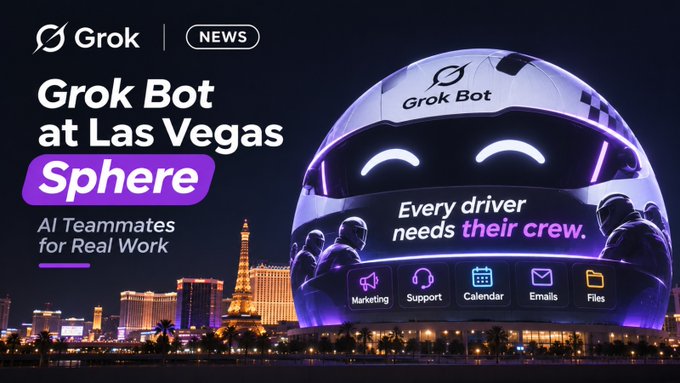 Grok
NEWS
Grok Bot
at Las Vegas
Sphere
AI Teammates
for Real Work
Grok Bot
Every driver
needs their crew.
Marketing
Support
Calendar
Emails
Files